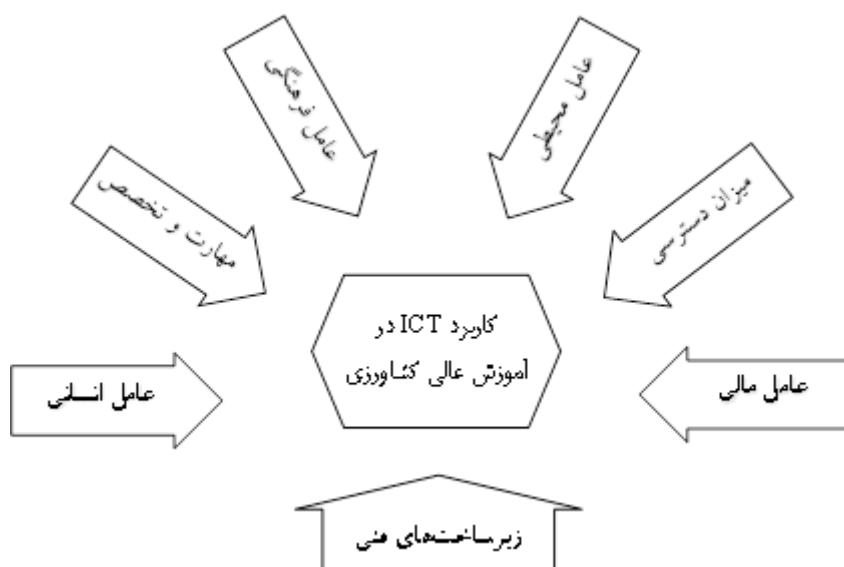 عامل محیطی
عامل فرهنگی
میزان دسترسی
مهارت و تخصص
کاربرد ICT در
آموزش عالی کشاورزی
عامل مالی
عامل انسانی
زیرساخت‌های فنی